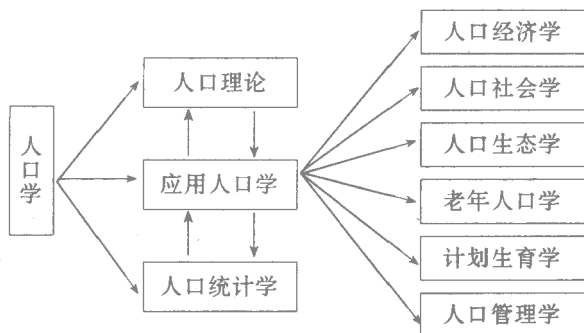 人口学
人口理论
应用人口学
人口统计学
人口经济学
人口社会学
人口生态学
老年人口学
计划生育学
人口管理学